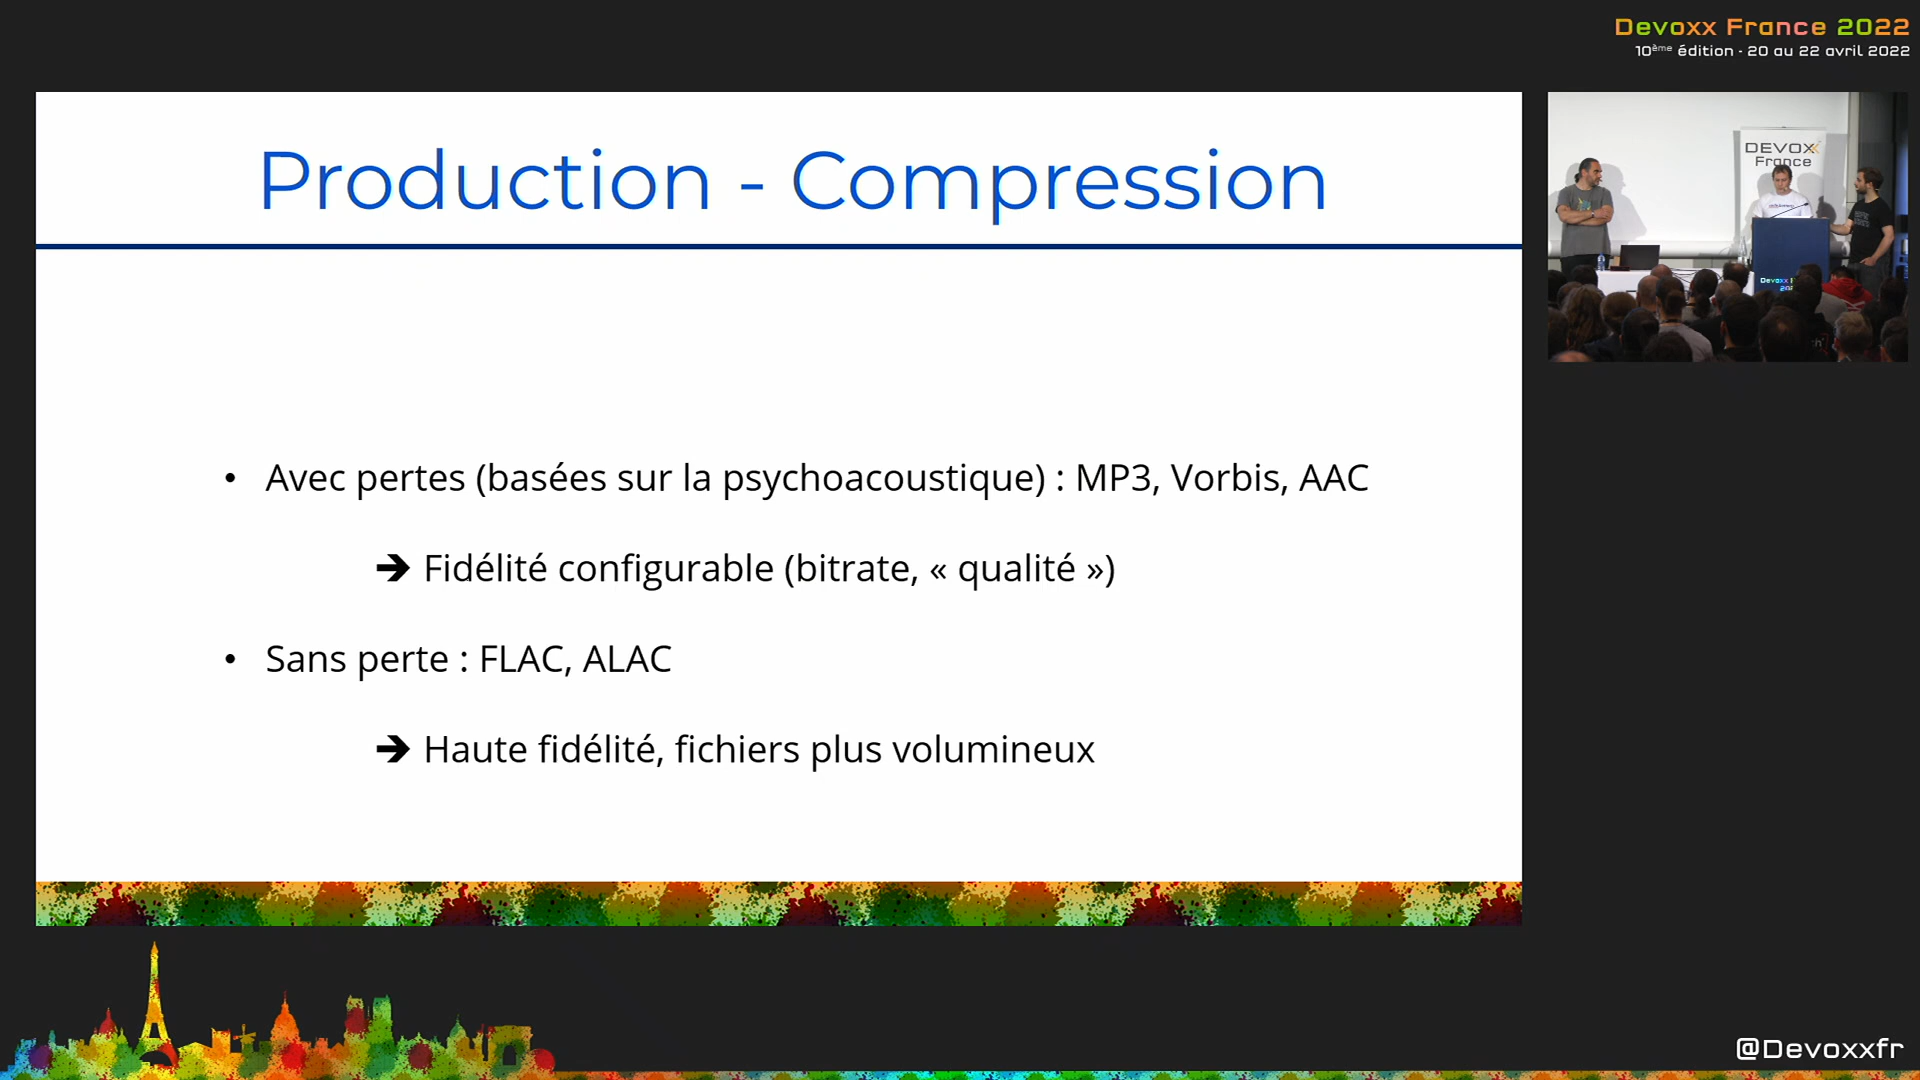 Devoxx France 2022
10ème édition - 20 au 22 avril 2022
Production - Compression
DEVOXX
France
• Avec pertes (basées sur la psychoacoustique) : MP3, Vorbis, AAC
➔ Fidélité configurable (bitrate, « qualité »)
• Sans perte : FLAC, ALAC
➔ Haute fidélité, fichiers plus volumineux
@Devoxxfr